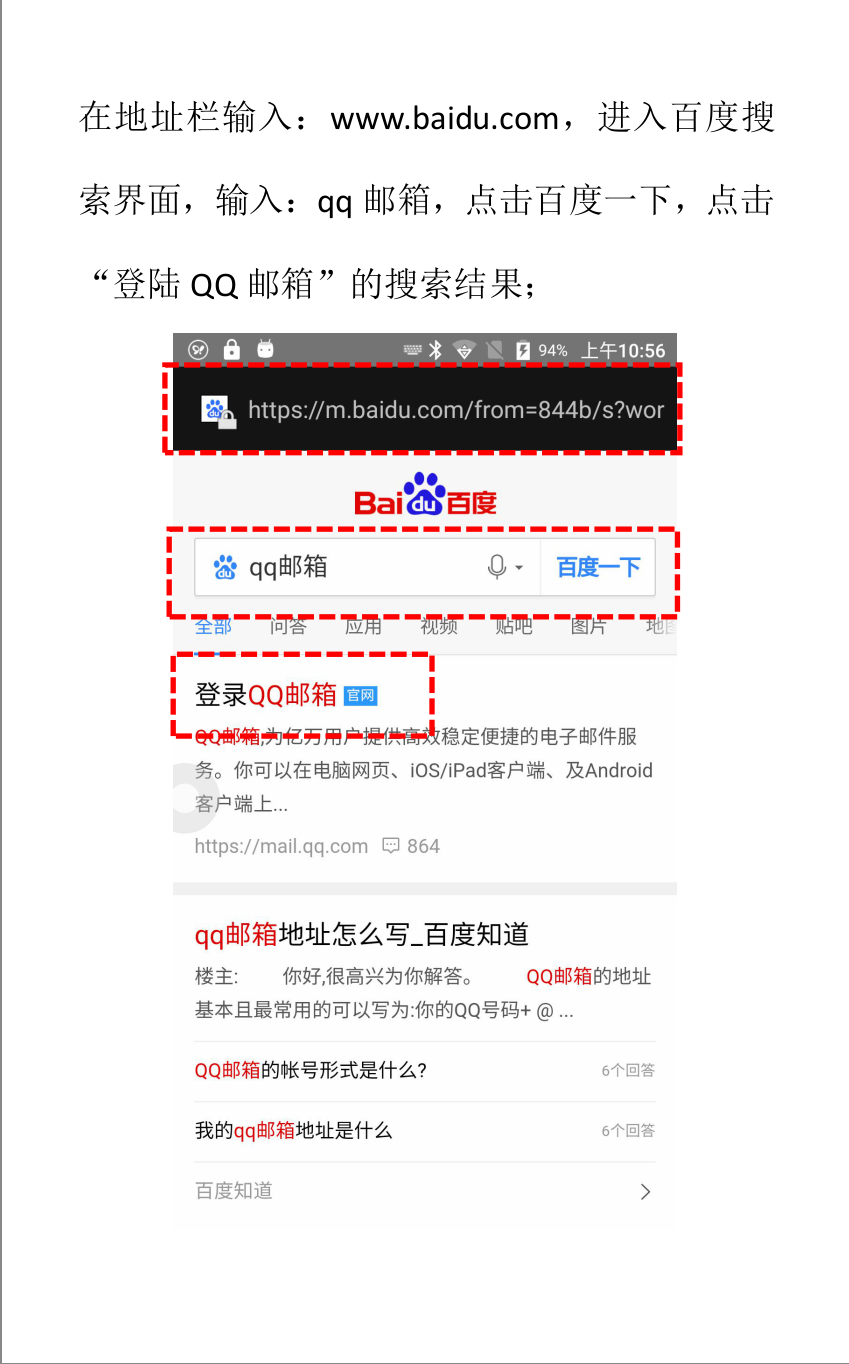 在地址栏输入：www.baidu.com，进入百度搜
索界面，输入：qq 邮箱，点击百度一下，点击
“登陆 QQ 邮箱”的搜索结果；
94% 上午10:56
https://m.baidu.com/from=844b/s?wor
Bai du 百度
du qq邮箱 百度一下
全部 问答 应用 视频 贴吧 图片 地图
登录QQ邮箱 官网
QQ邮箱,为亿万用户提供高效稳定便捷的电子邮件服
务。你可以在电脑网页、iOS/iPad客户端、及Android
客户端上...
https://mail.qq.com 864
qq邮箱地址怎么写_百度知道
楼主: 你好,很高兴为你解答。 QQ邮箱的地址
基本且最常用的可以写为:你的QQ号码+ @ ...
QQ邮箱的帐号形式是什么? 6个回答
我的qq邮箱地址是什么 6个回答
百度知道